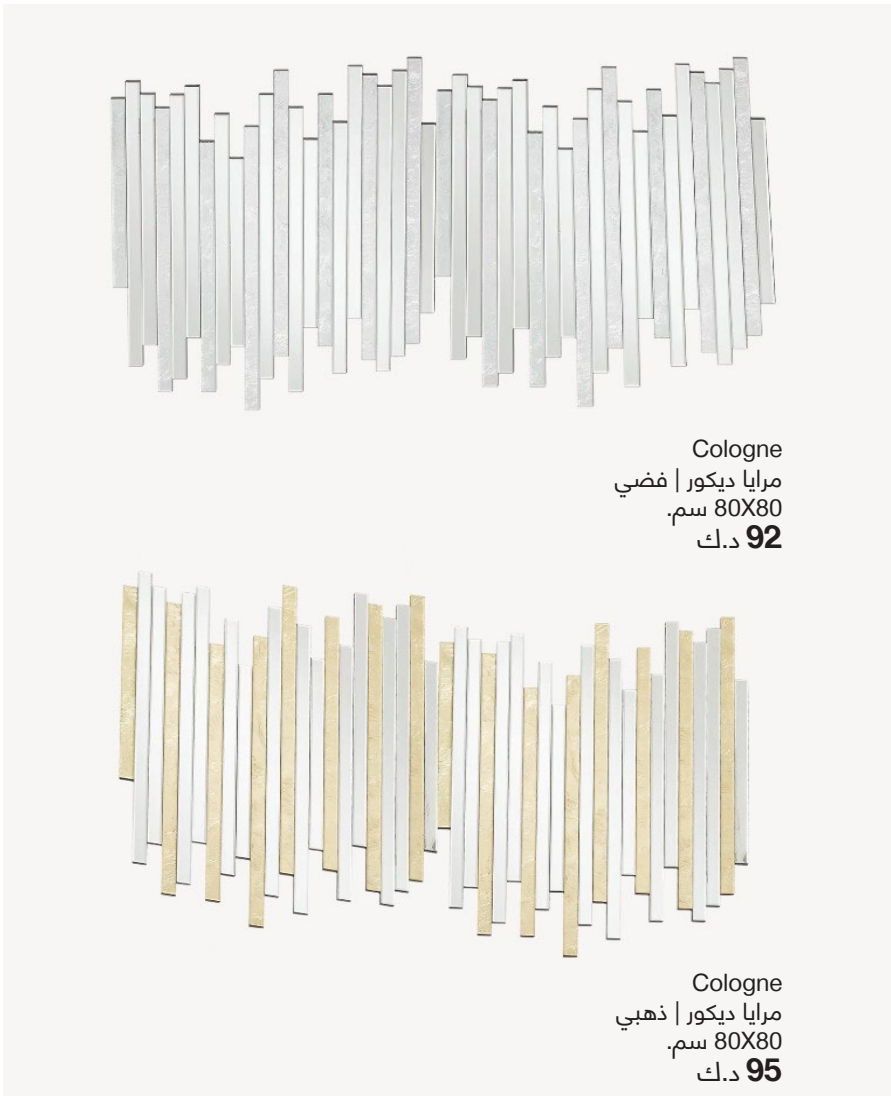 Cologne
مرايا ديكور | فضي
80X80 سم.
92 د.ك
Cologne
مرايا ديكور | ذهبي
80X80 سم.
95 د.ك